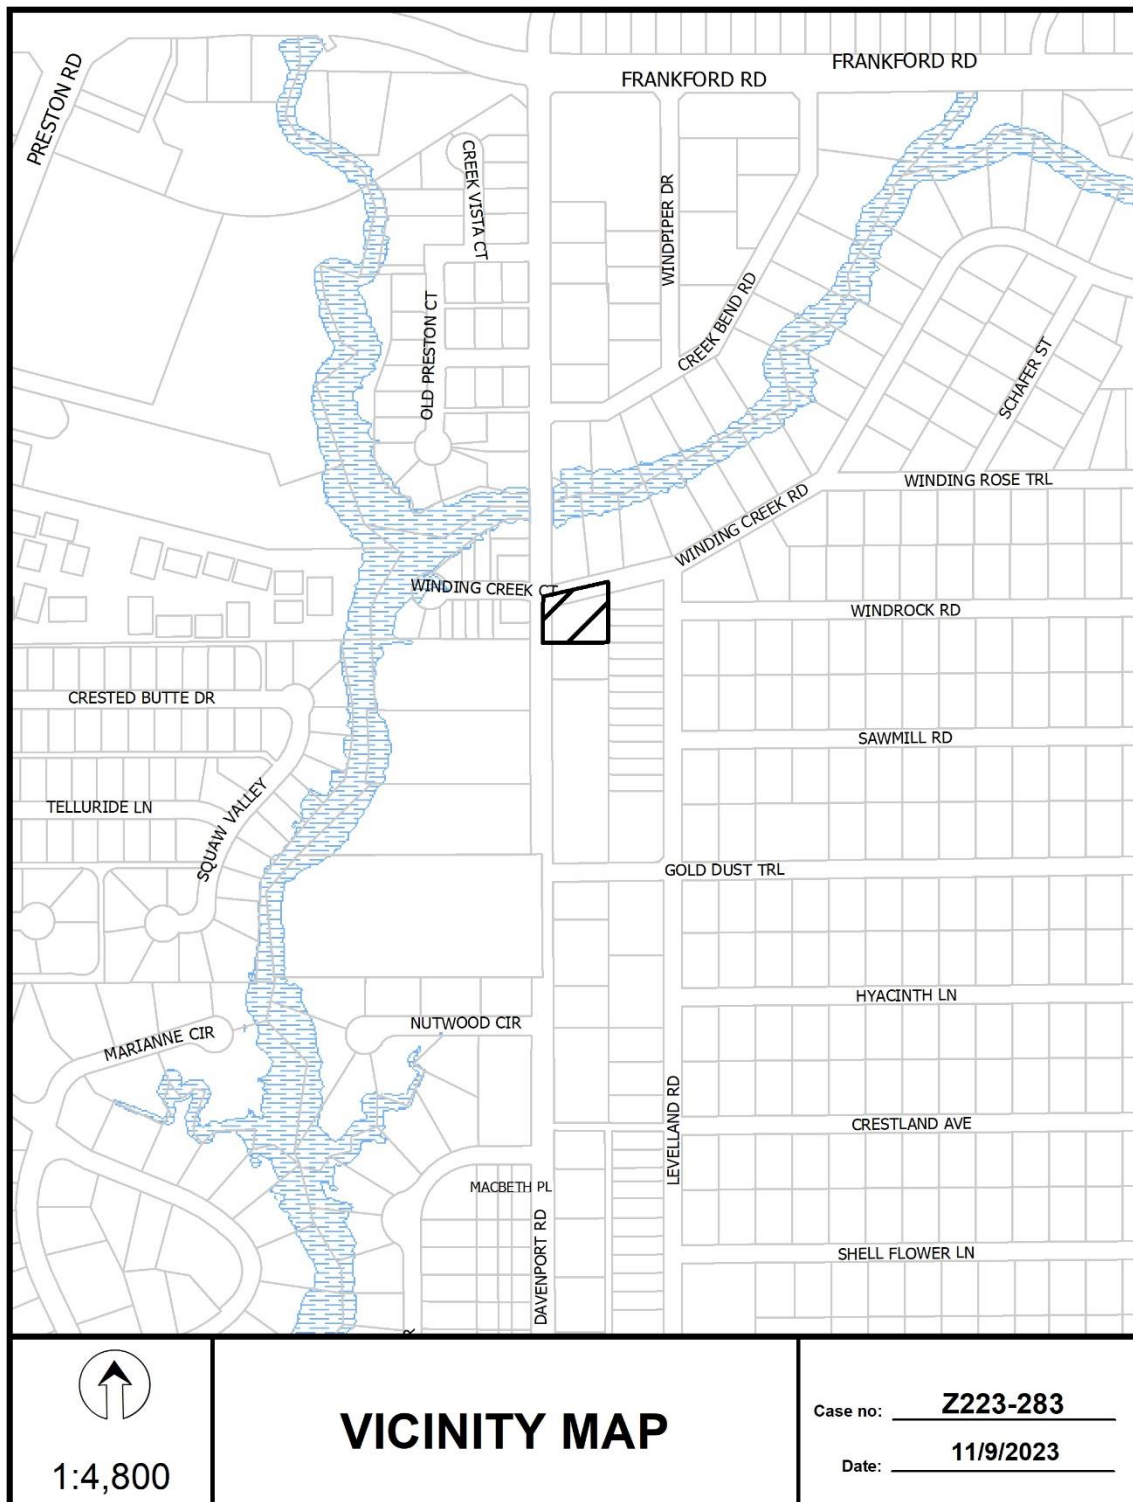 FRANKFORD RD
FRANKFORD RD
PRESTON RD
CREEK VISTA CT
WINDPIPER DR
OLD PRESTON CT
CREEK BEND RD
SCHAFER ST
WINDING ROSE TRL
WINDING CREEK RD
WINDING CREEK CT
WINDROCK RD
CRESTED BUTTE DR
SAWMILL RD
TELLURIDE LN
SQUAW VALLEY
GOLD DUST TRL
HYACINTH LN
NUTWOOD CIR
MARIANNE CIR
LEVELLAND RD
CRESTLAND AVE
MACBETH PL
DAVENPORT RD
SHELL FLOWER LN
1:4,800
VICINITY MAP
Case no: Z223-283
Date: 11/9/2023